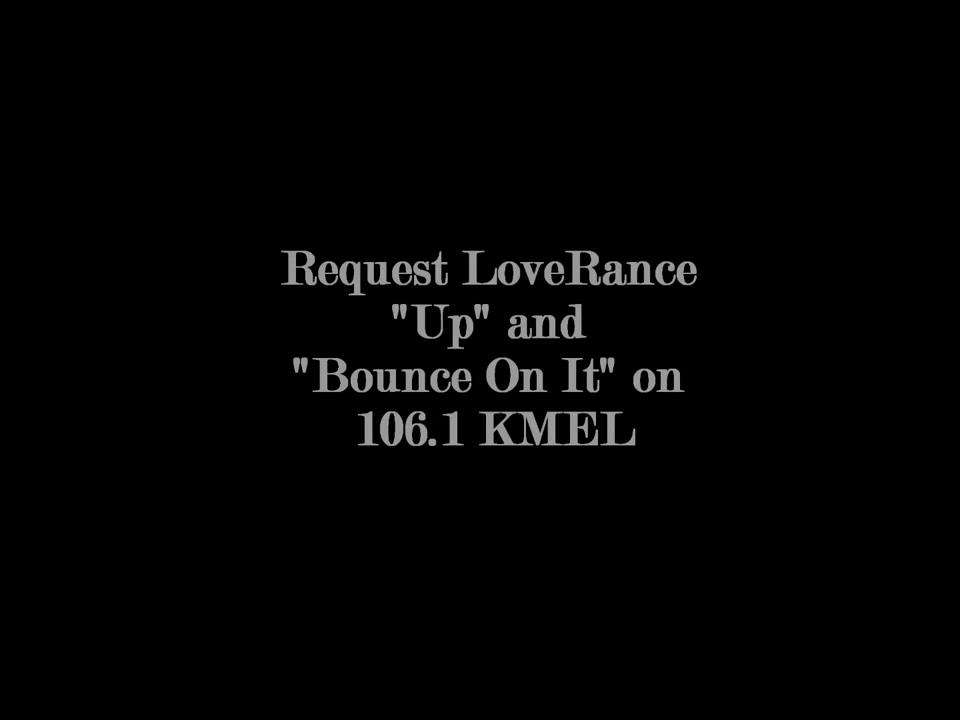 Request LoveRance
"Up" and
"Bounce On It" on
106.1 KMEL